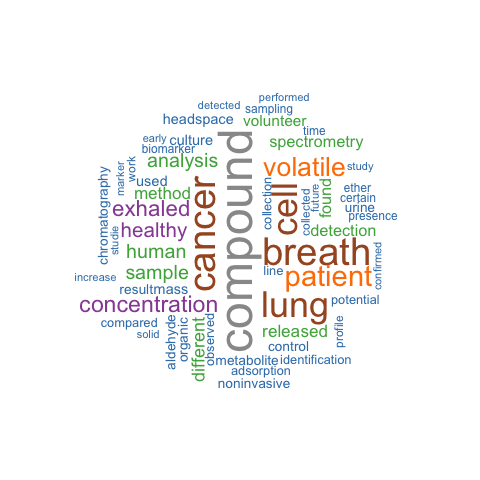 performed
detected
sampling
headspace
volunteer
time
early
culture
spectrometry
biomarker
analysis
compound
volatile
study
marker
work
used
cancer
cell
method
collection
collected
future
found
ether
certain
urine
presence
exhaled
healthy
chromatography
studie
human
detection
breath
confirmed
sample
line
patient
increase
result
mass
concentration
lung
potential
compared
solid
released
profile
aldehyde
organic
different
observed
control
metabolite
identification
adsorption
noninvasive